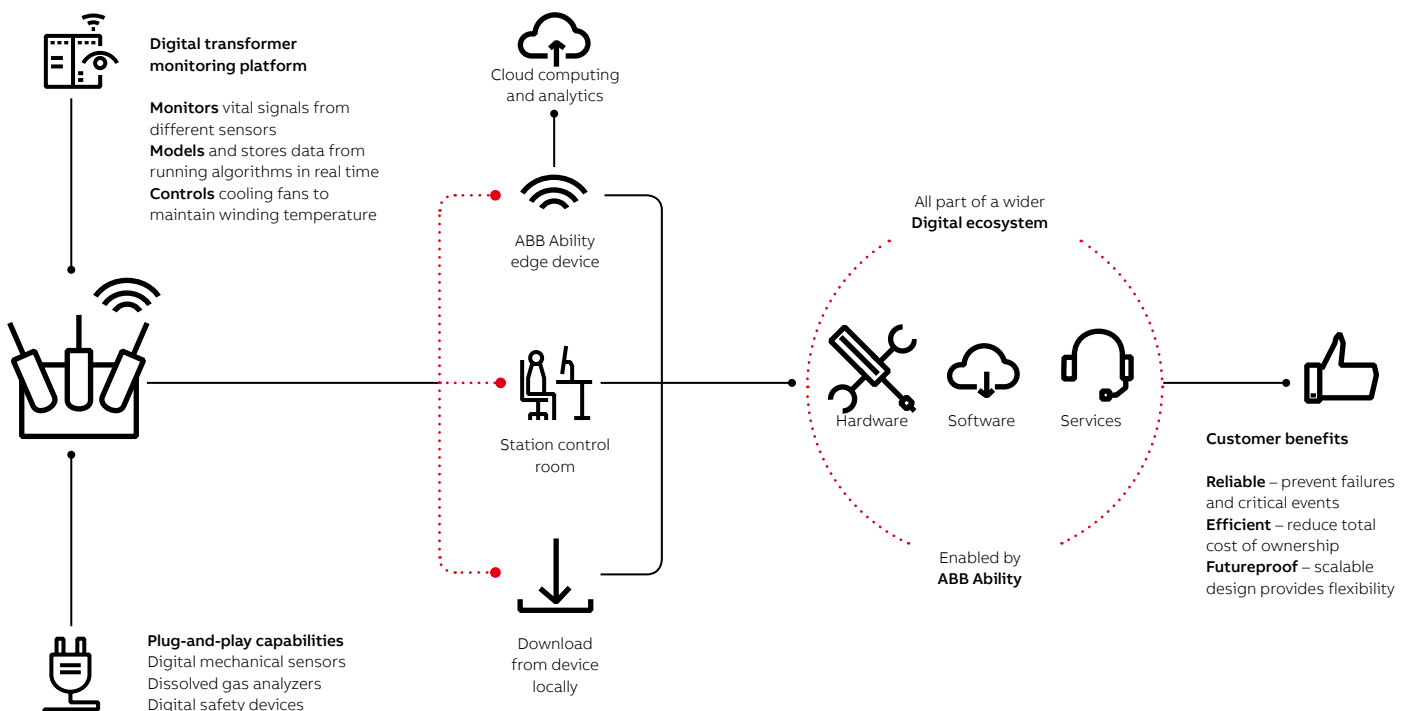 Digital transformer
monitoring platform
Monitors vital signals from
different sensors
Models and stores data from
running algorithms in real time
Controls cooling fans to
maintain winding temperature
Plug-and-play capabilities
Digital mechanical sensors
Dissolved gas analyzers
Digital safety devices
Cloud computing
and analytics
ABB Ability
edge device
Station control
room
Download
from device
locally
All part of a wider
Digital ecosystem
Hardware
Software
Services
Enabled by
ABB Ability
Customer benefits
Reliable – prevent failures
and critical events
Efficient – reduce total
cost of ownership
Futureproof – scalable
design provides flexibility